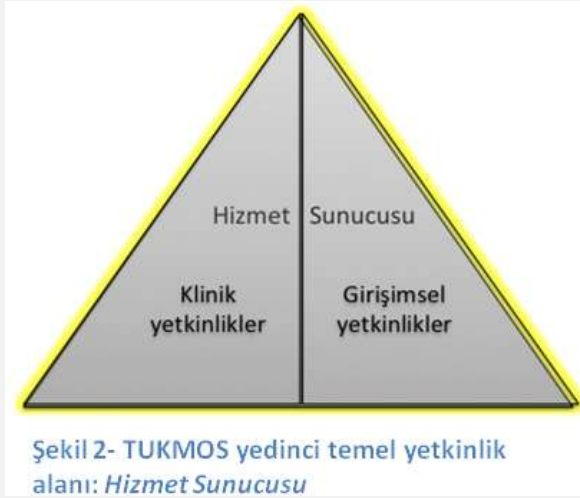 Hizmet Sunucusu
Klinik yetkinlikler
Girişimsel yetkinlikler
Şekil 2- TUKMOS yedinci temel yetkinlik
alanı: Hizmet Sunucusu